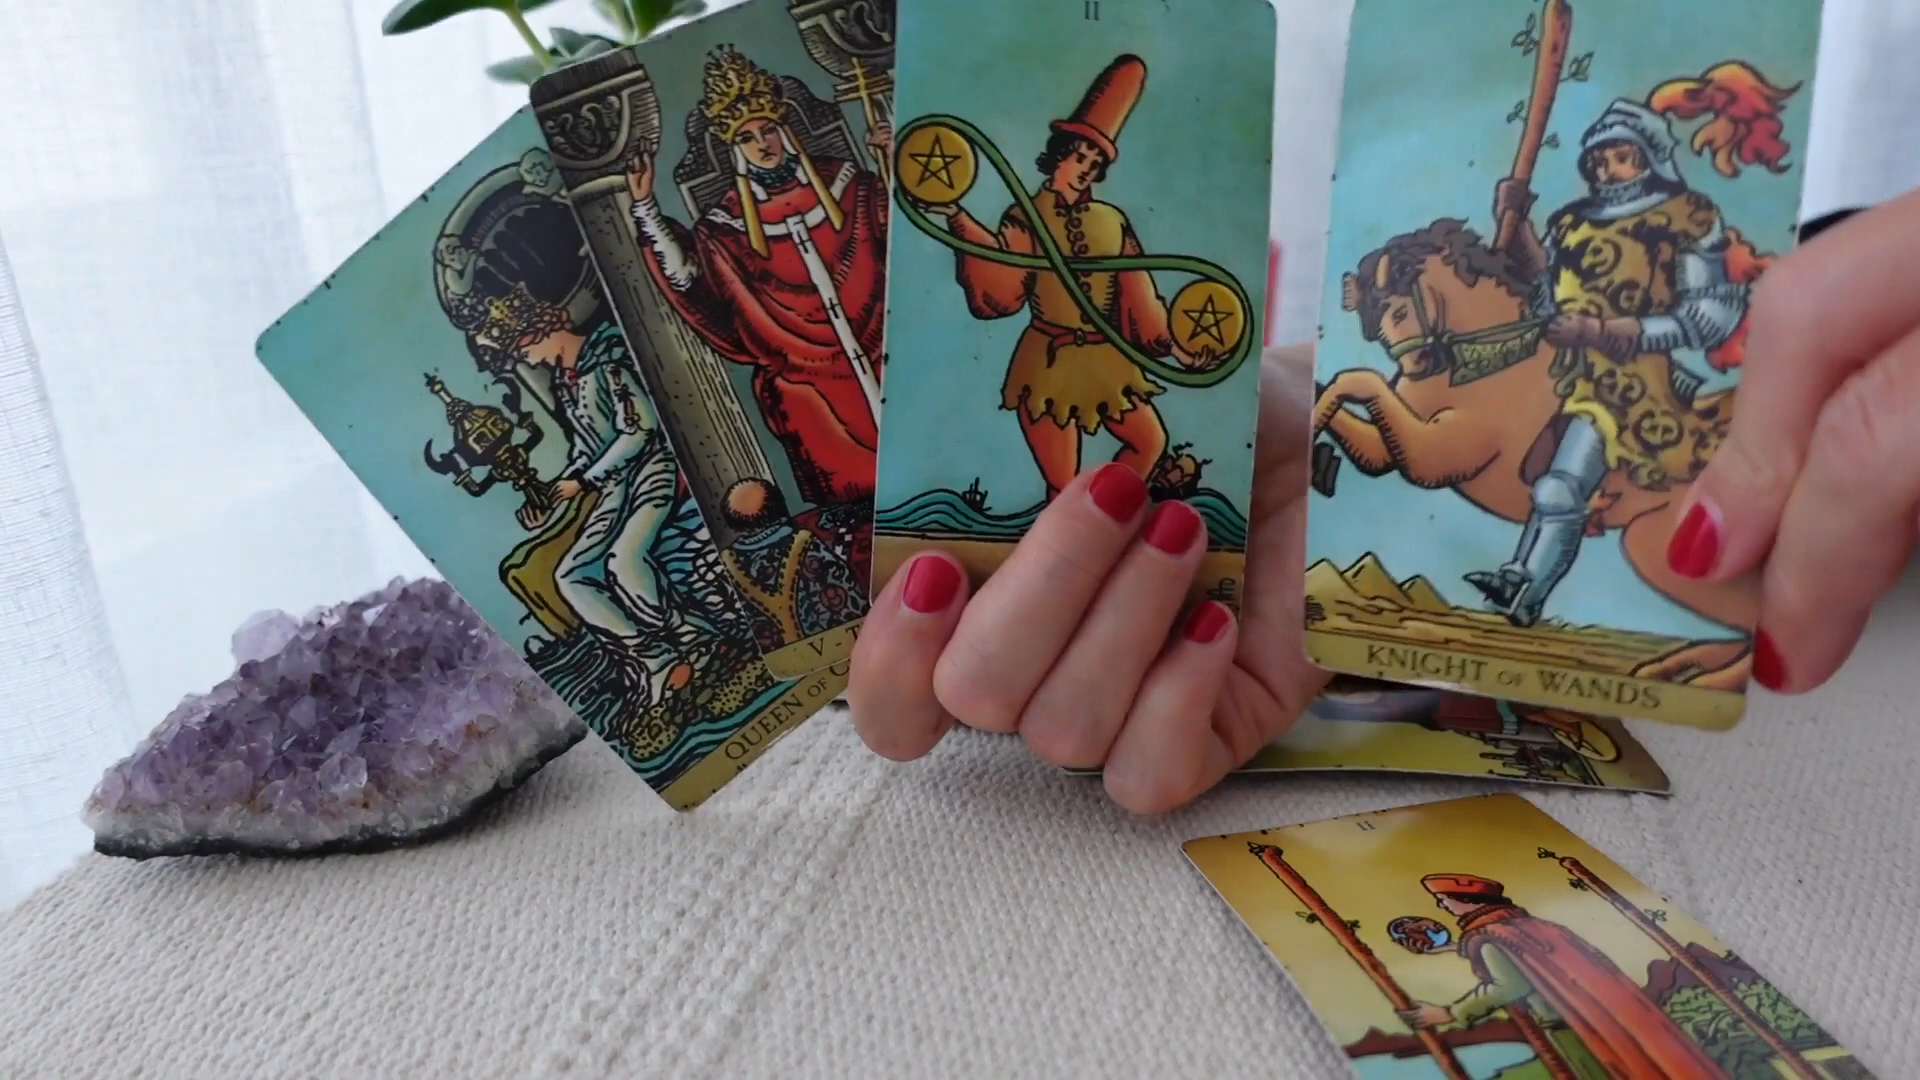 II
QUEEN OF
V - T
KNIGHT OF WANDS
II